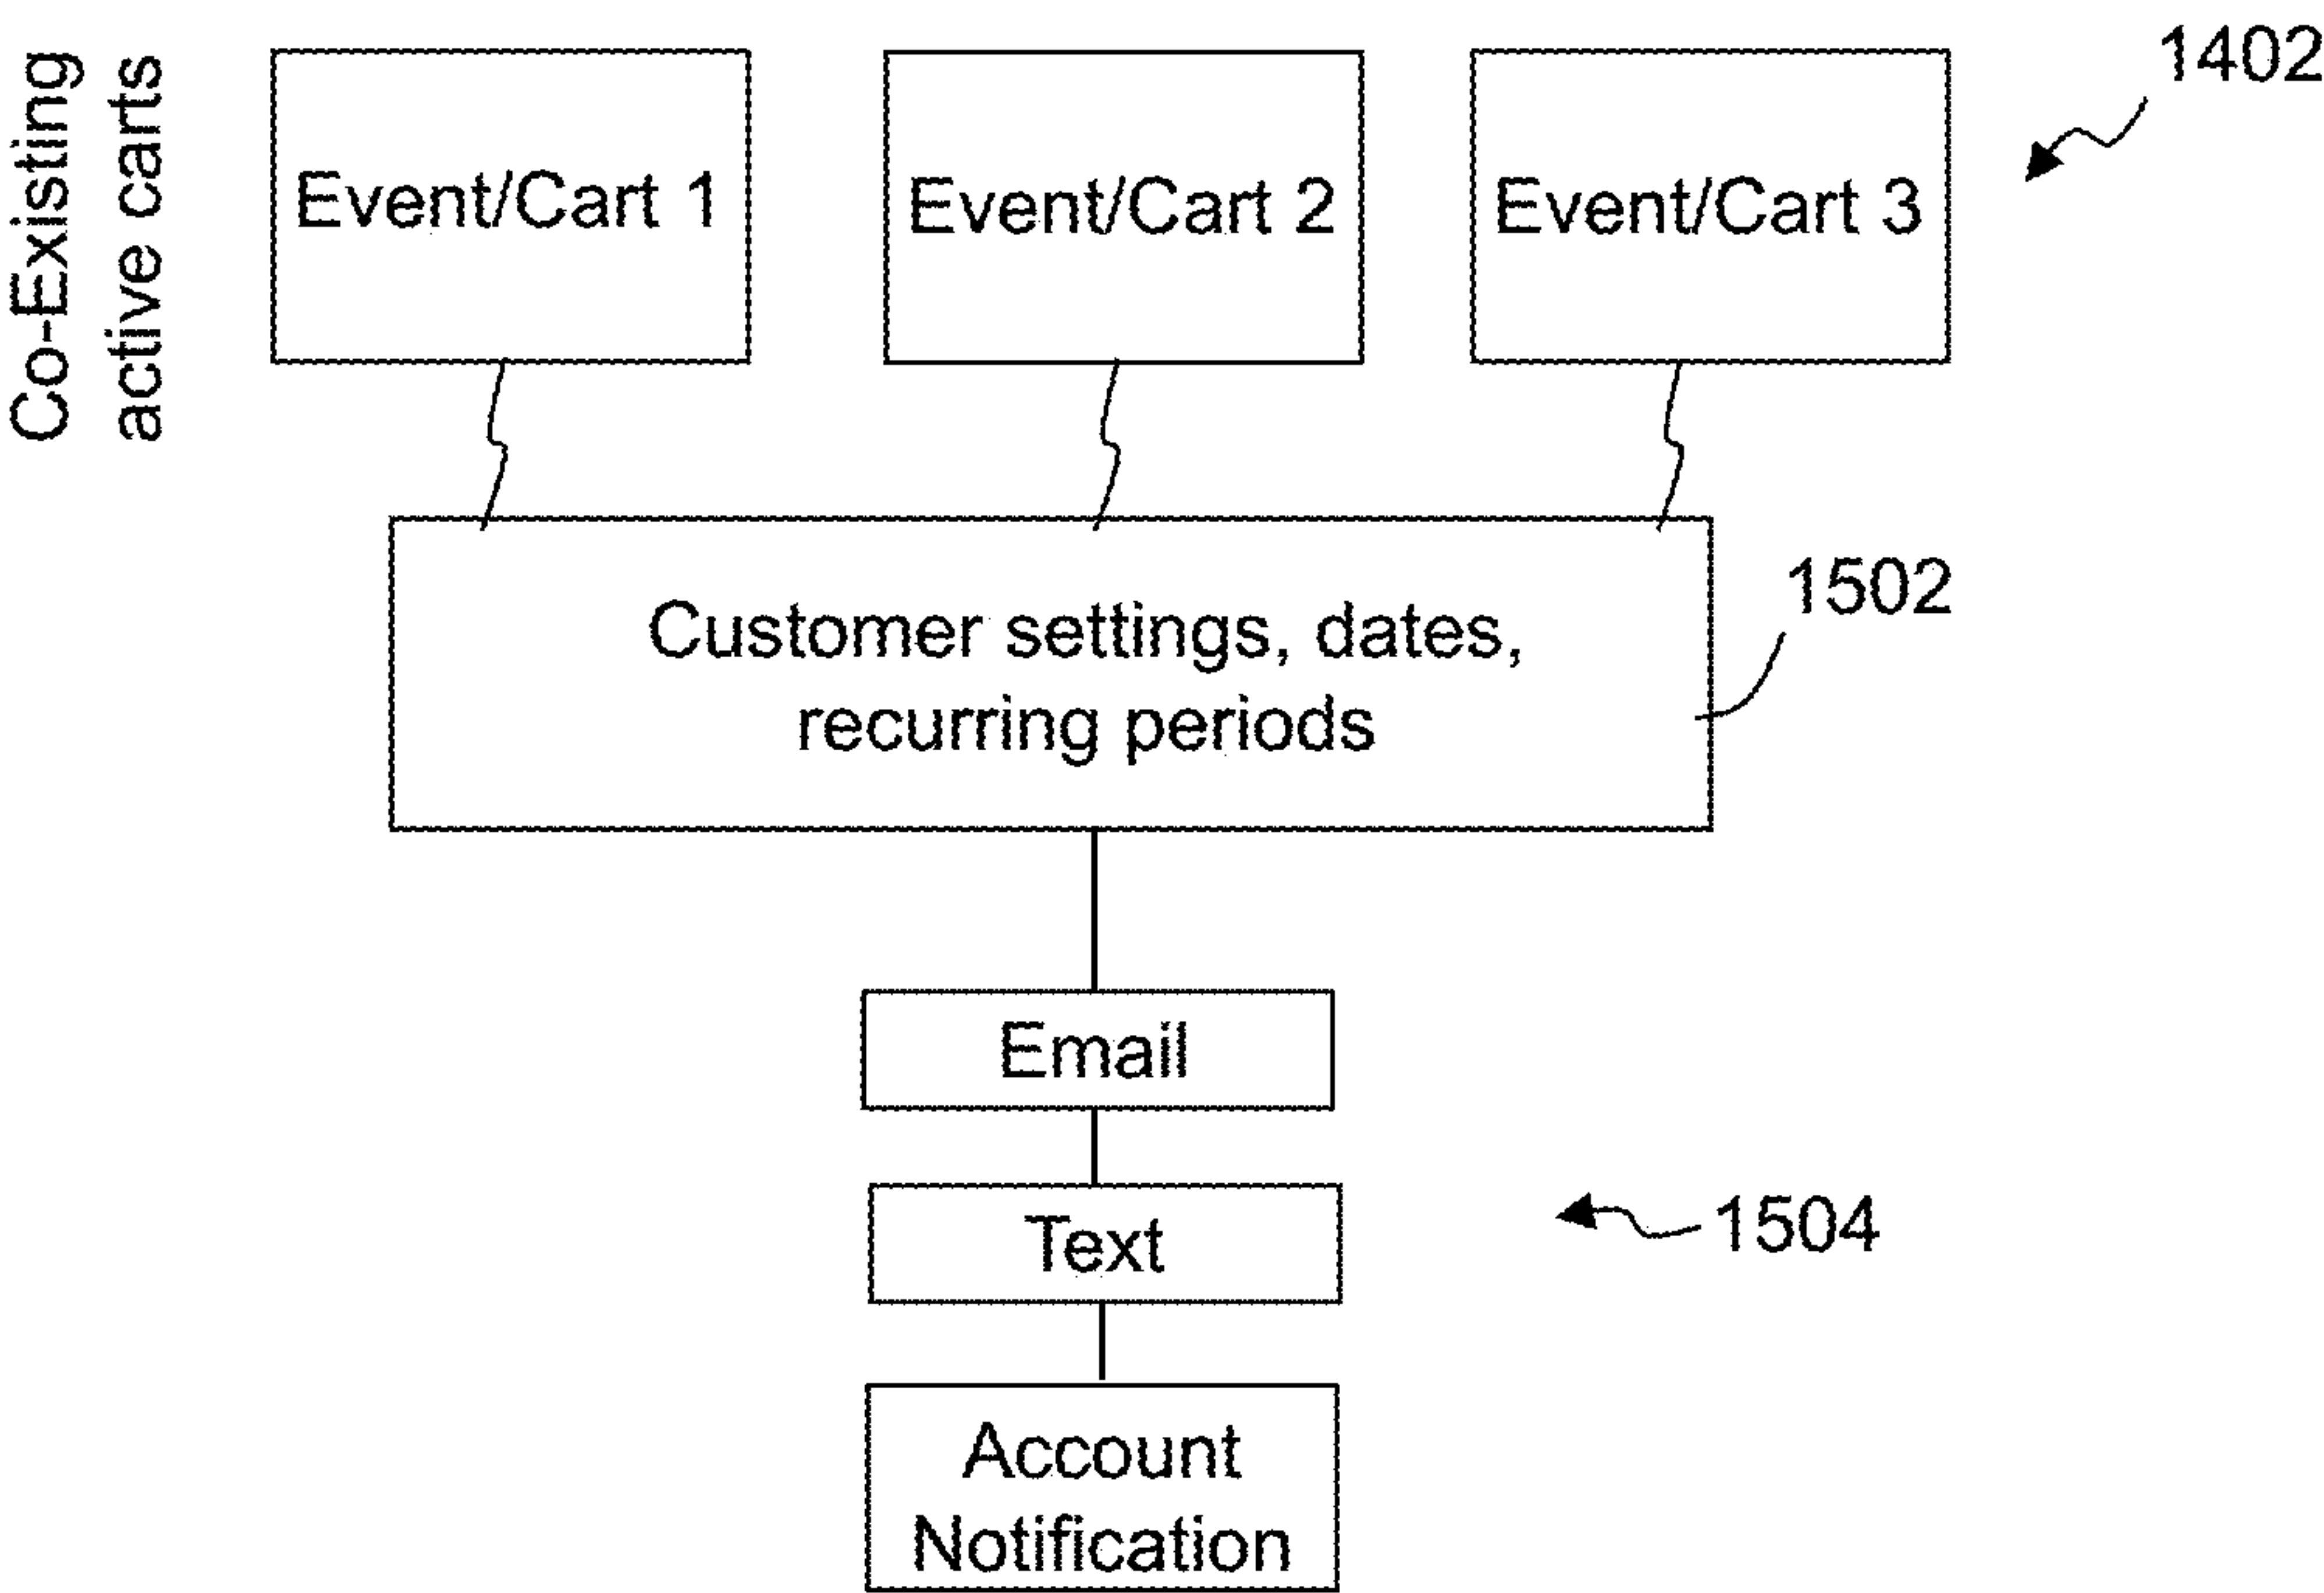 Co-Existing
active carts
Event/Cart 1
Event/Cart 2
Event/Cart 3
1402
Customer settings, dates,
recurring periods
1502
Email
Text
1504
Account
Notification